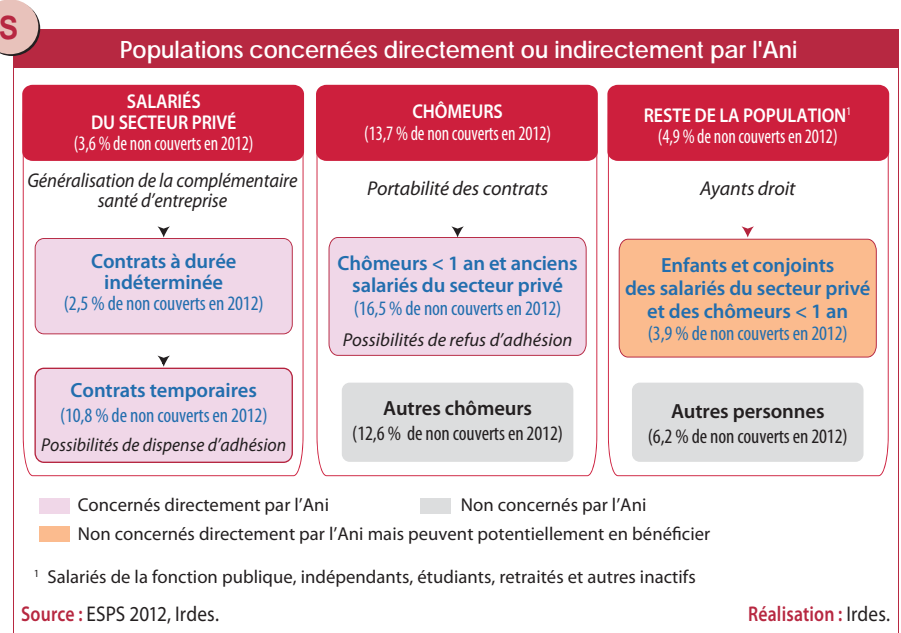 S
Populations concernées directement ou indirectement par l'Ani
SALARIÉS
DU SECTEUR PRIVÉ
(3,6 % de non couverts en 2012)
Généralisation de la complémentaire
santé d'entreprise
Contrats à durée
indéterminée
(2,5 % de non couverts en 2012)
Contrats temporaires
(10,8 % de non couverts en 2012)
Possibilités de dispense d'adhésion
CHÔMEURS
(13,7 % de non couverts en 2012)
Portabilité des contrats
Chômeurs < 1 an et anciens
salariés du secteur privé
(16,5 % de non couverts en 2012)
Possibilités de refus d'adhésion
Autres chômeurs
(12,6 % de non couverts en 2012)
RESTE DE LA POPULATION¹
(4,9 % de non couverts en 2012)
Ayants droit
Enfants et conjoints
des salariés du secteur privé
et des chômeurs < 1 an
(3,9 % de non couverts en 2012)
Autres personnes
(6,2 % de non couverts en 2012)
Concernés directement par l'Ani
Non concernés par l'Ani
Non concernés directement par l'Ani mais peuvent potentiellement en bénéficier
¹ Salariés de la fonction publique, indépendants, étudiants, retraités et autres inactifs
Source : ESPS 2012, Irdes.
Réalisation : Irdes.